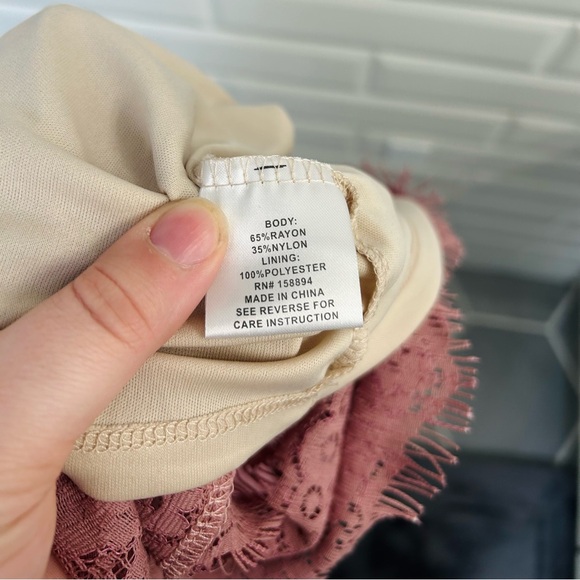 BODY:
65%RAYON
35%NYLON
LINING:
100%POLYESTER
RN# 158894
MADE IN CHINA
SEE REVERSE FOR
CARE INSTRUCTION